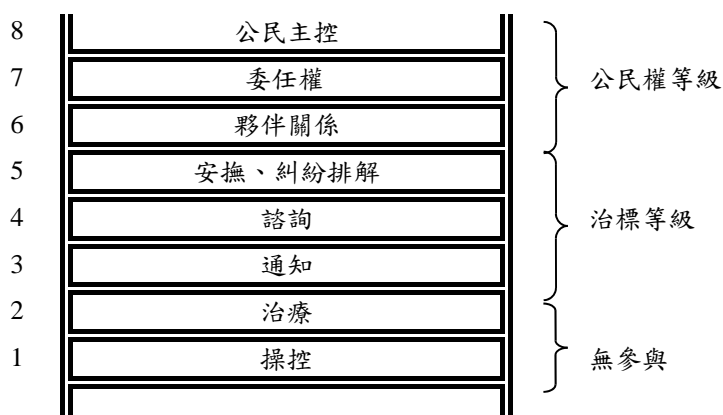 8 公民主控
7 委任權 公民權等級
6 夥伴關係
5 安撫、糾紛排解
4 諮詢 治標等級
3 通知
2 治療
1 操控 無參與